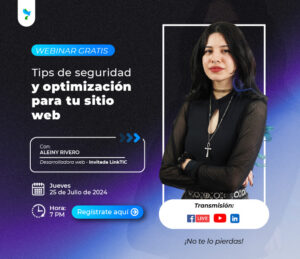 WEBINAR GRATIS
Tips de seguridad
y optimización
para tu sitio
web
Con:
ALEINY RIVERO
Desarrolladora web - Invitada LinkTIC
Jueves
25 de Julio de 2024
Hora:
7 PM
Regístrate aquí
Transmisión:
LIVE
¡No te lo pierdas!